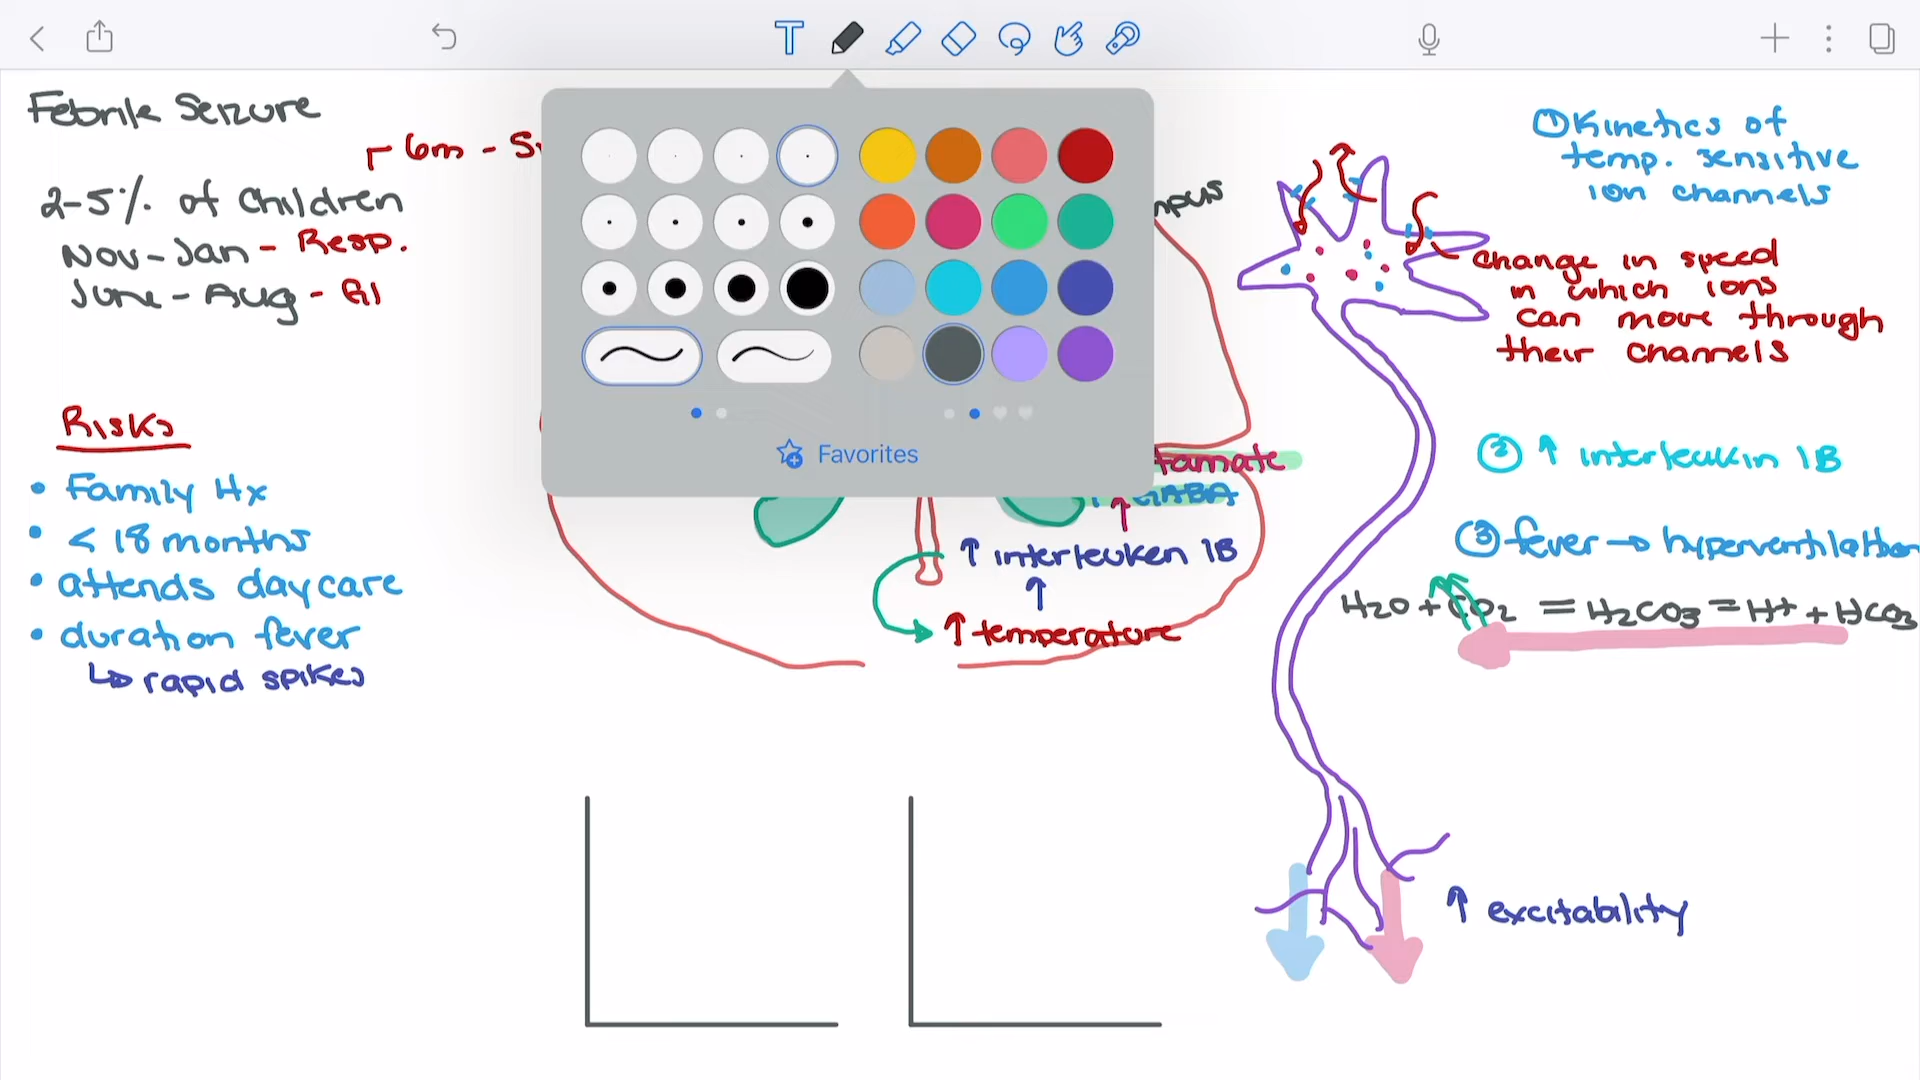 Febrile Seizure
6m - 5
2-5% of Children
Nov-Jan - Resp.
June - Aug - GI
Risks
• Family Hx
• < 18 months
• attends daycare
• duration fever
↳ rapid spikes
T
Favorites
mpus
tamate
↑ GABA
↑
↑ interleuken 1B
↑
↑ temperature
① Kinetics of
temp. sensitive
ion channels
change in speed
in which ions
can move through
their channels
② ↑ interleukin 1B
③ fever → hyperventilation
H2O + CO2 = H2CO3 = H+ + HCO3
↑ excitability